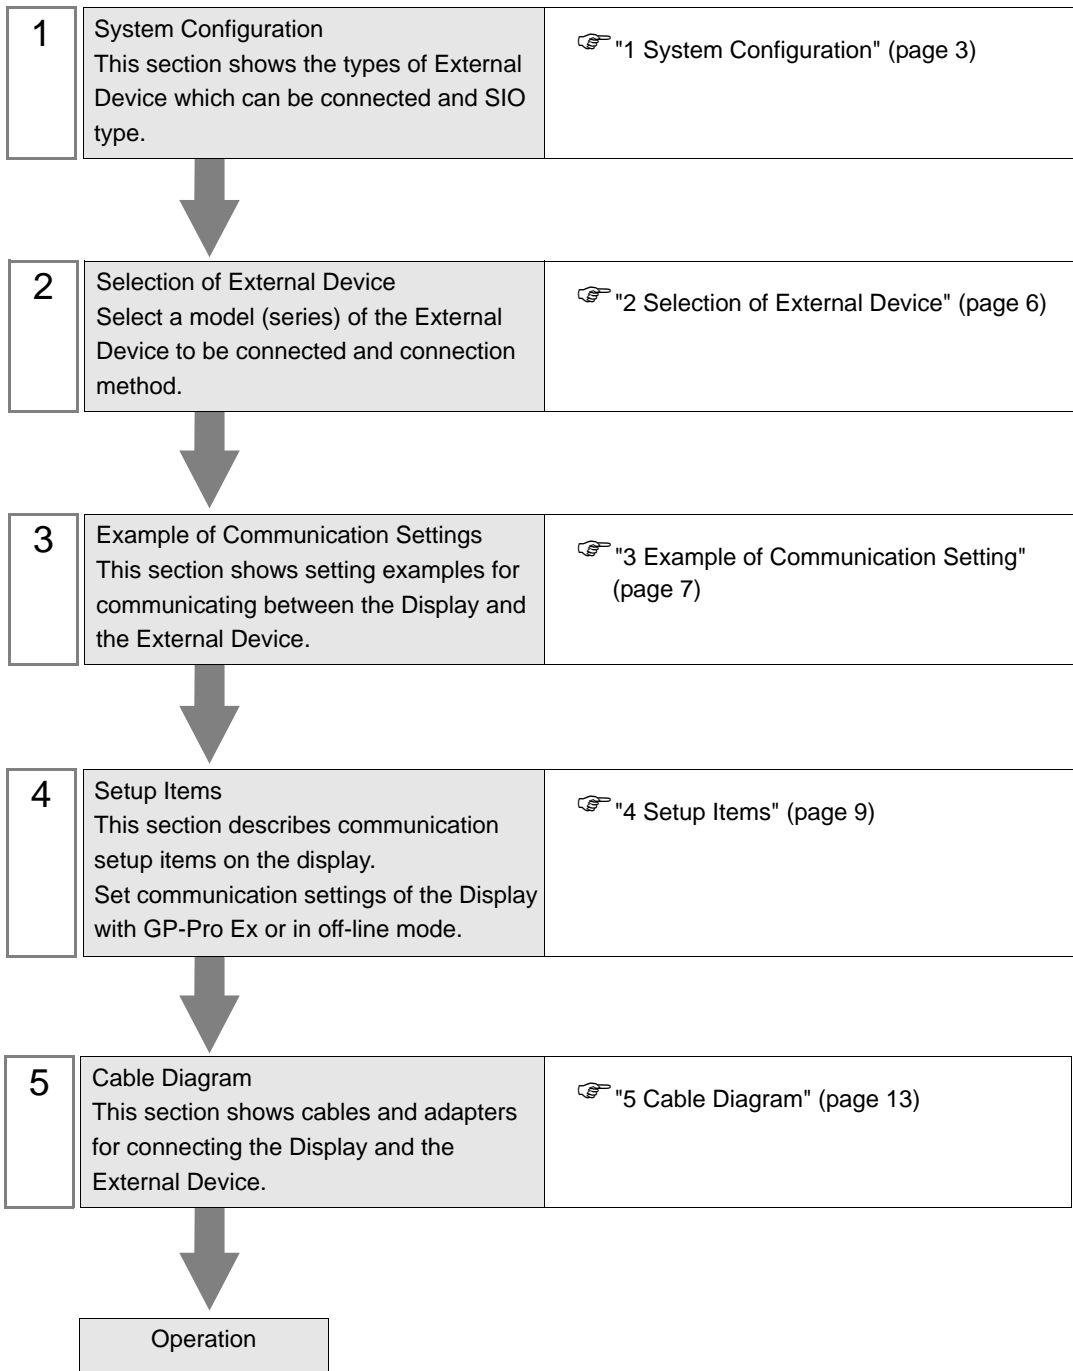 1
System Configuration
This section shows the types of External
Device which can be connected and SIO
type.
"1 System Configuration" (page 3)
2
Selection of External Device
Select a model (series) of the External
Device to be connected and connection
method.
"2 Selection of External Device" (page 6)
3
Example of Communication Settings
This section shows setting examples for
communicating between the Display and
the External Device.
"3 Example of Communication Setting"
(page 7)
4
Setup Items
This section describes communication
setup items on the display.
Set communication settings of the Display
with GP-Pro Ex or in off-line mode.
"4 Setup Items" (page 9)
5
Cable Diagram
This section shows cables and adapters
for connecting the Display and the
External Device.
"5 Cable Diagram" (page 13)
Operation